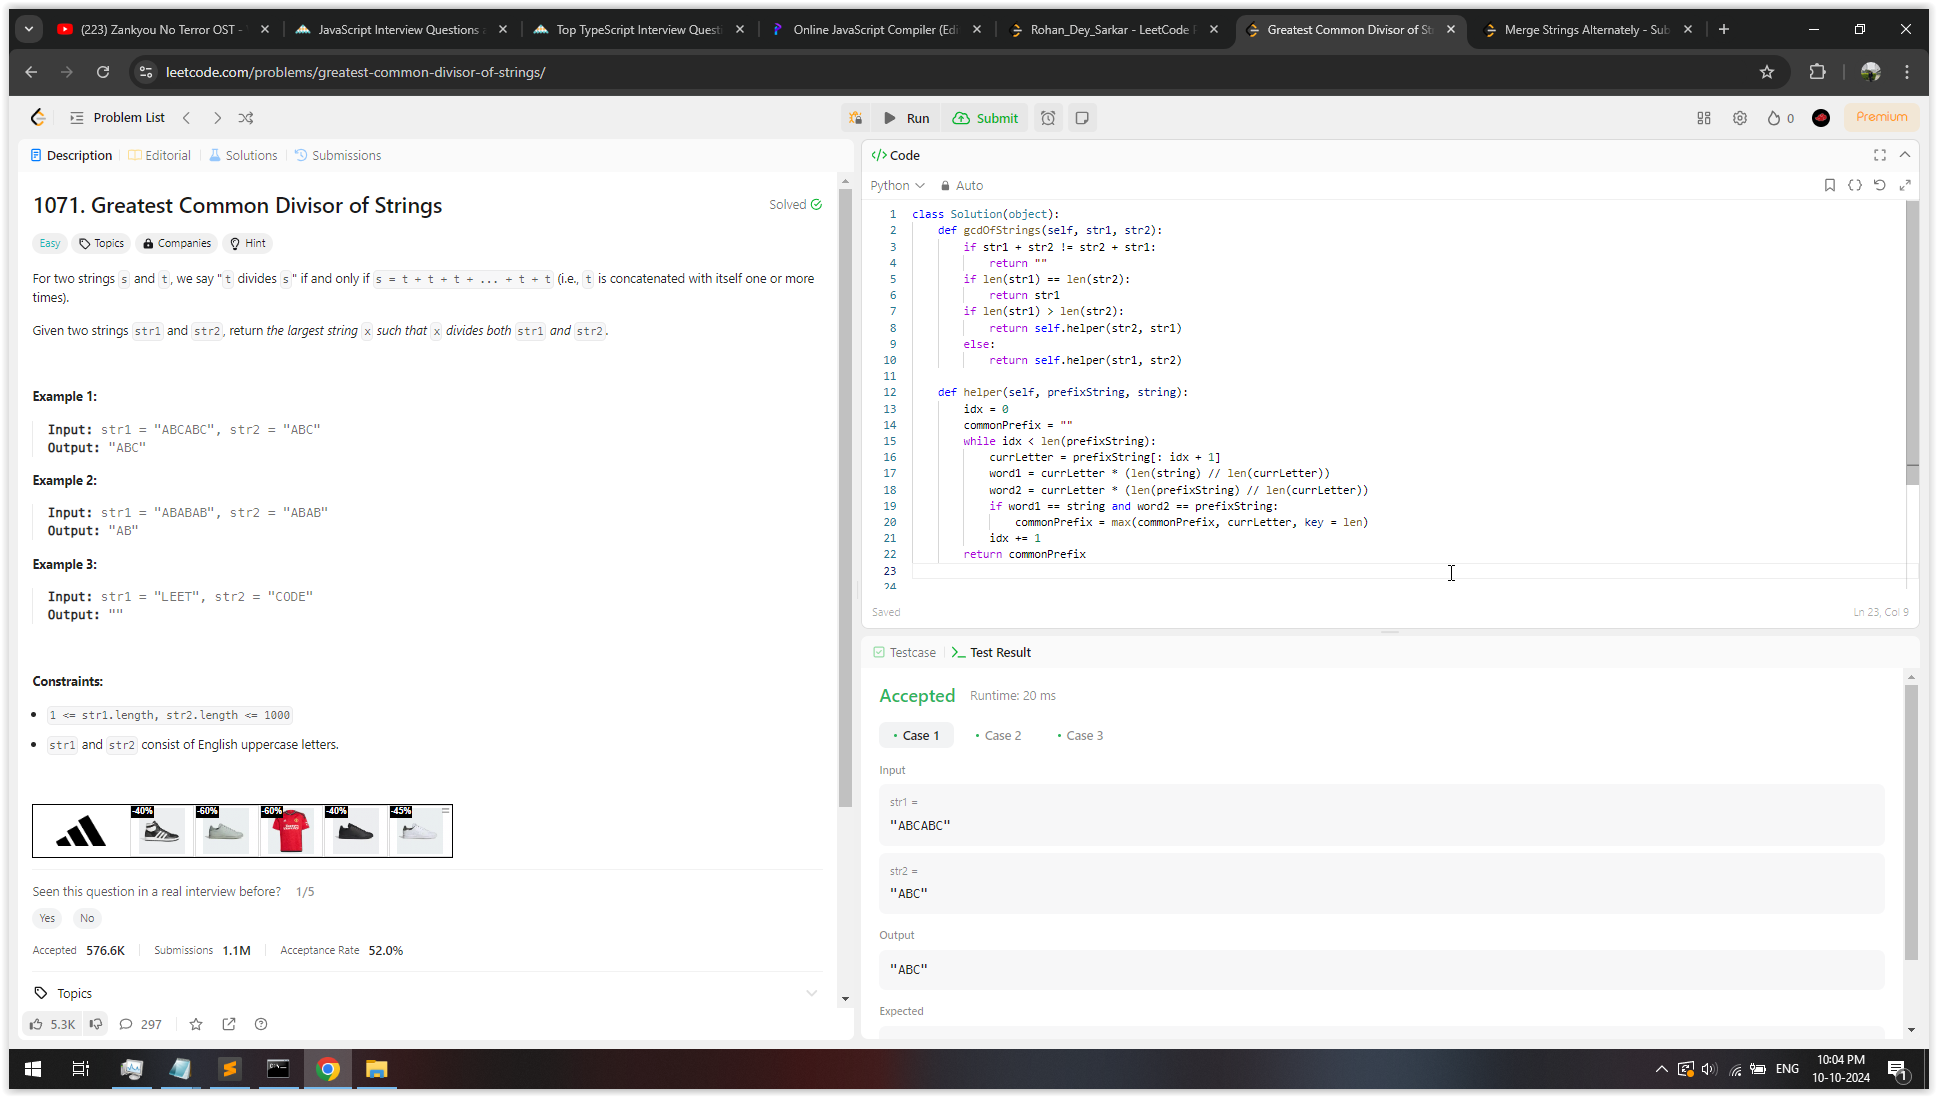 (223) Zankyou No Terror OST -
JavaScript Interview Questions
Top TypeScript Interview Quest
Online JavaScript Compiler (Edi
Rohan_Dey_Sarkar - LeetCode
Greatest Common Divisor of St
Merge Strings Alternately - Sub
leetcode.com/problems/greatest-common-divisor-of-strings/
Problem List
Run
Submit
0
Premium
Description
Editorial
Solutions
Submissions
1071. Greatest Common Divisor of Strings
Solved
Easy
Topics
Companies
Hint
For two strings s and t, we say "t divides s" if and only if s = t + t + t + ... + t + t (i.e., t is concatenated with itself one or more
times).
Given two strings str1 and str2, return the largest string x such that x divides both str1 and str2.
Example 1:
Input: str1 = "ABCABC", str2 = "ABC"
Output: "ABC"
Example 2:
Input: str1 = "ABABAB", str2 = "ABAB"
Output: "AB"
Example 3:
Input: str1 = "LEET", str2 = "CODE"
Output: ""
Constraints:
1 <= str1.length, str2.length <= 1000
str1 and str2 consist of English uppercase letters.
-40%
-60%
-60%
-40%
-45%
Seen this question in a real interview before? 1/5
Yes
No
Accepted 576.6K
Submissions 1.1M
Acceptance Rate 52.0%
Topics
5.3K
297
Code
Python
Auto
1 class Solution(object):
2 def gcdOfStrings(self, str1, str2):
3 if str1 + str2 != str2 + str1:
4 return ""
5 if len(str1) == len(str2):
6 return str1
7 if len(str1) > len(str2):
8 return self.helper(str2, str1)
9 else:
10 return self.helper(str1, str2)
11
12 def helper(self, prefixString, string):
13 idx = 0
14 commonPrefix = ""
15 while idx < len(prefixString):
16 currLetter = prefixString[: idx + 1]
17 word1 = currLetter * (len(string) // len(currLetter))
18 word2 = currLetter * (len(prefixString) // len(currLetter))
19 if word1 == string and word2 == prefixString:
20 commonPrefix = max(commonPrefix, currLetter, key = len)
21 idx += 1
22 return commonPrefix
23
24
Saved
Ln 23, Col 9
Testcase
Test Result
Accepted
Runtime: 20 ms
Case 1
Case 2
Case 3
Input
str1 =
"ABCABC"
str2 =
"ABC"
Output
"ABC"
Expected
ENG
10:04 PM
10-10-2024
1